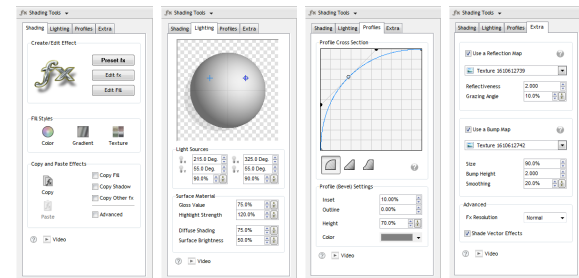 ƒx Shading Tools
Shading Lighting Profiles Extra
Create/Edit Effect
fx
Preset fx
Edit fx
Edit Fill
Fill Styles
Color Gradient Texture
Copy and Paste Effects
Copy
Paste
Copy Fill
Copy Shadow
Copy Other fx
Advanced
Video
ƒx Shading Tools
Shading Lighting Profiles Extra
Light Sources
215.0 Deg. 325.0 Deg.
55.0 Deg. 55.0 Deg.
90.0% 90.0%
Surface Material
Gloss Value 75.0%
Highlight Strength 120.0%
Diffuse Shading 75.0%
Surface Brightness 50.0%
Video
ƒx Shading Tools
Shading Lighting Profiles Extra
Profile Cross Section
Profile (Bevel) Settings
Inset 10.00%
Outline 0.00%
Height 70.0%
Color
Video
ƒx Shading Tools
Shading Lighting Profiles Extra
Use a Reflection Map
Texture 1610612739
Reflectiveness 2.000
Grazing Angle 10.0%
Use a Bump Map
Texture 1610612742
Size 90.0%
Bump Height 2.000
Smoothing 20.0%
Advanced
Fx Resolution Normal
Shade Vector Effects
Video